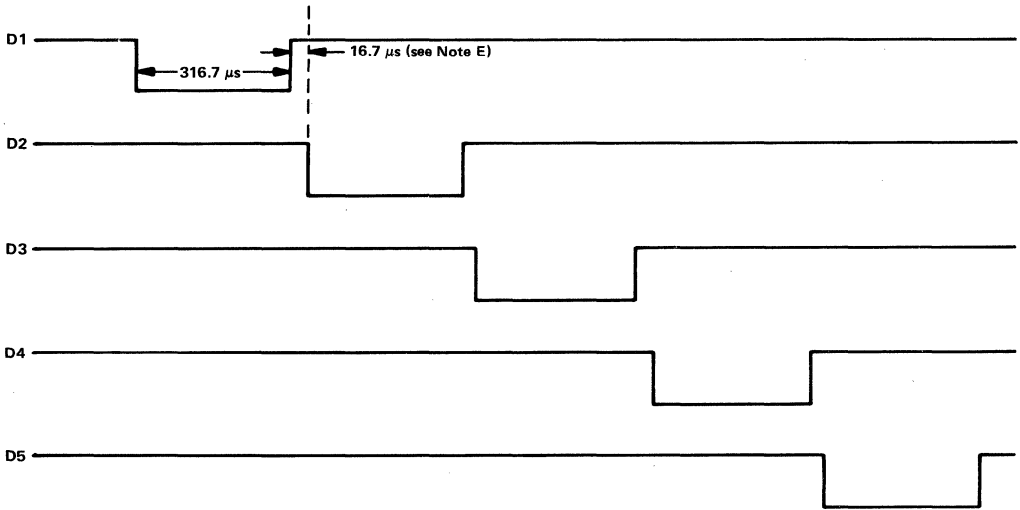 D1
16.7 μs (see Note E)
316.7 μs
D2
D3
D4
D5